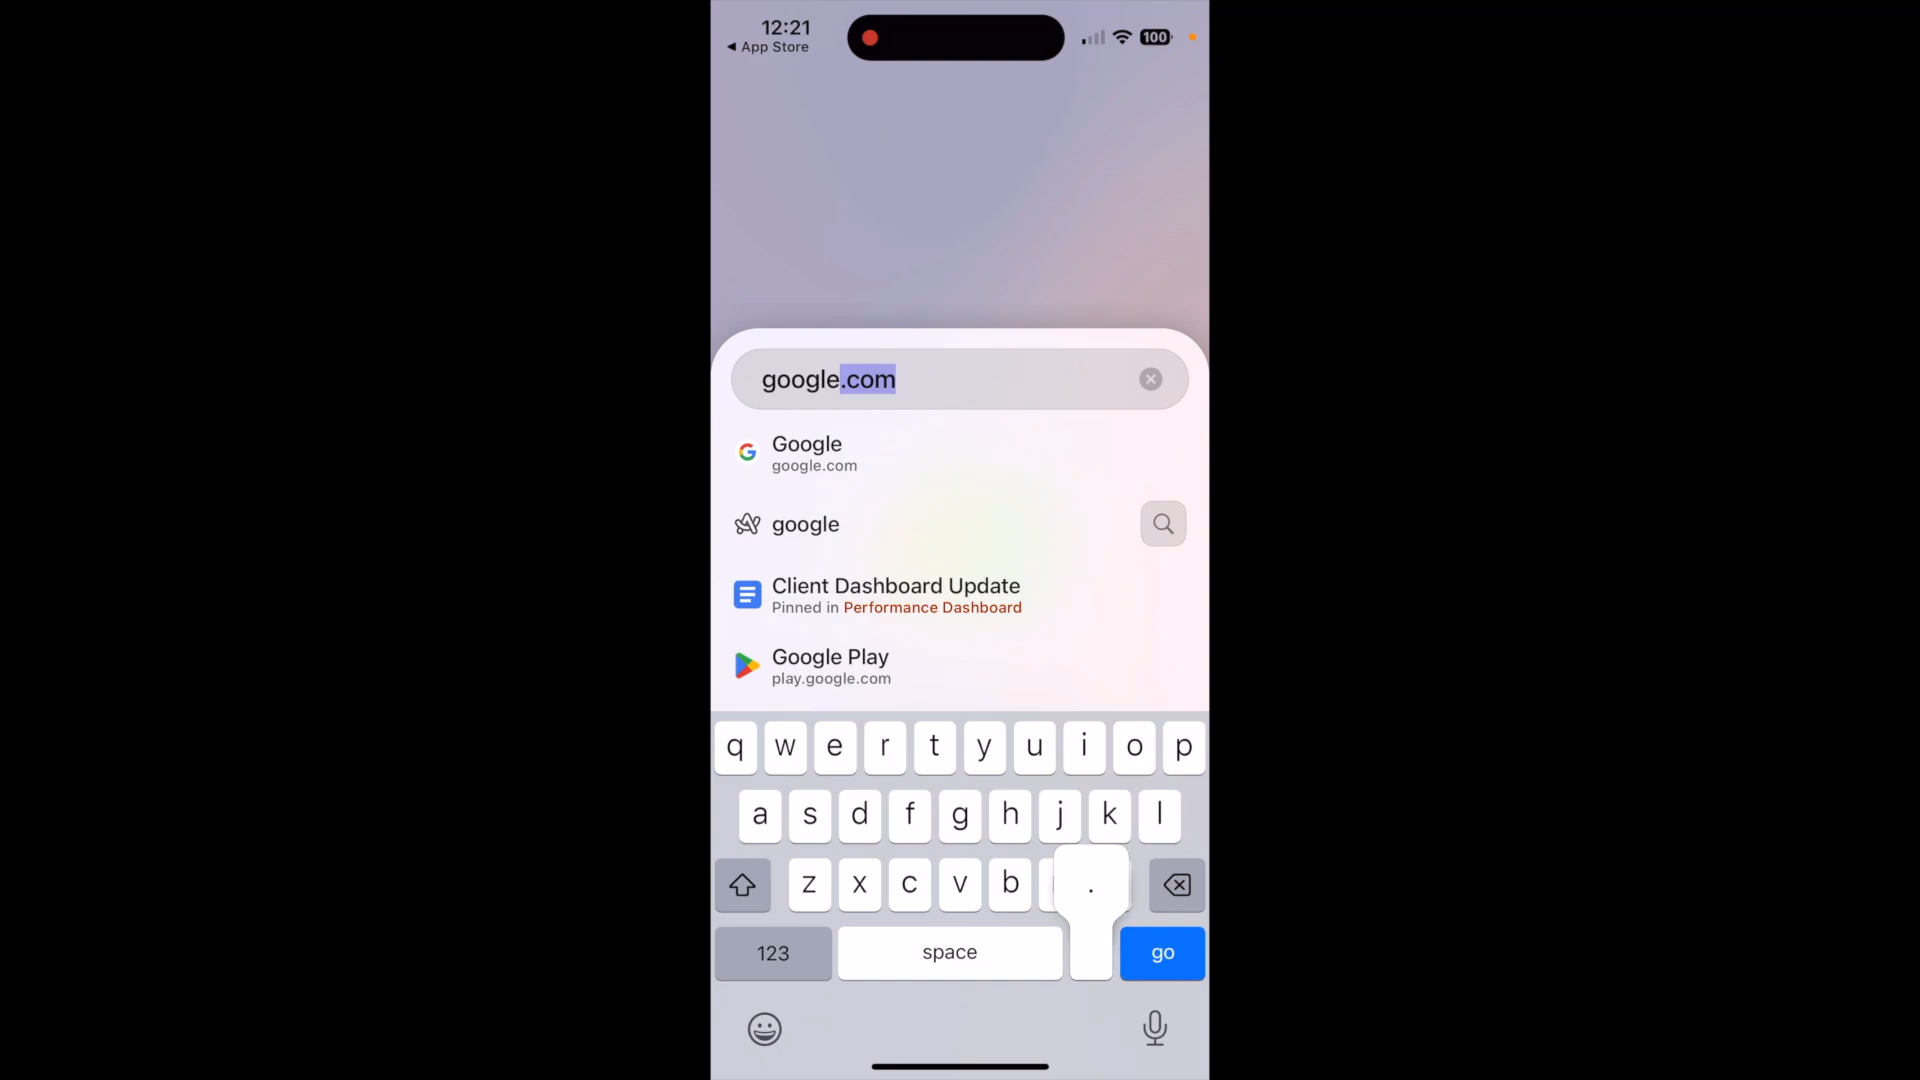 12:21
◀ App Store
100
google.com
Google
google.com
google
Client Dashboard Update
Pinned in Performance Dashboard
Google Play
play.google.com
q w e r t y u i o p
a s d f g h j k l
z x c v b .
123 space go